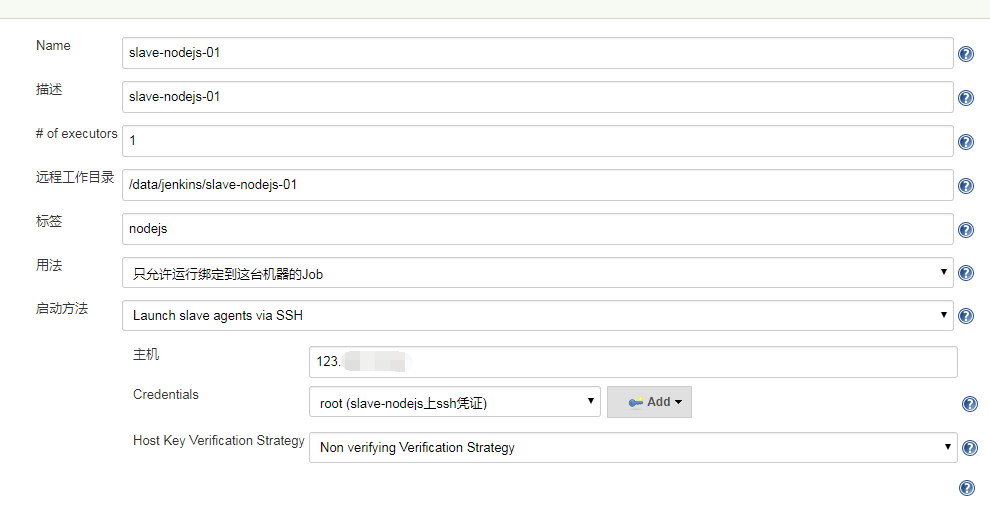 Name
slave-nodejs-01
描述
slave-nodejs-01
# of executors
1
远程工作目录
/data/jenkins/slave-nodejs-01
标签
nodejs
用法
只允许运行绑定到这台机器的Job
启动方法
Launch slave agents via SSH
主机
123.
Credentials
root (slave-nodejs上ssh凭证)
Add
Host Key Verification Strategy
Non verifying Verification Strategy